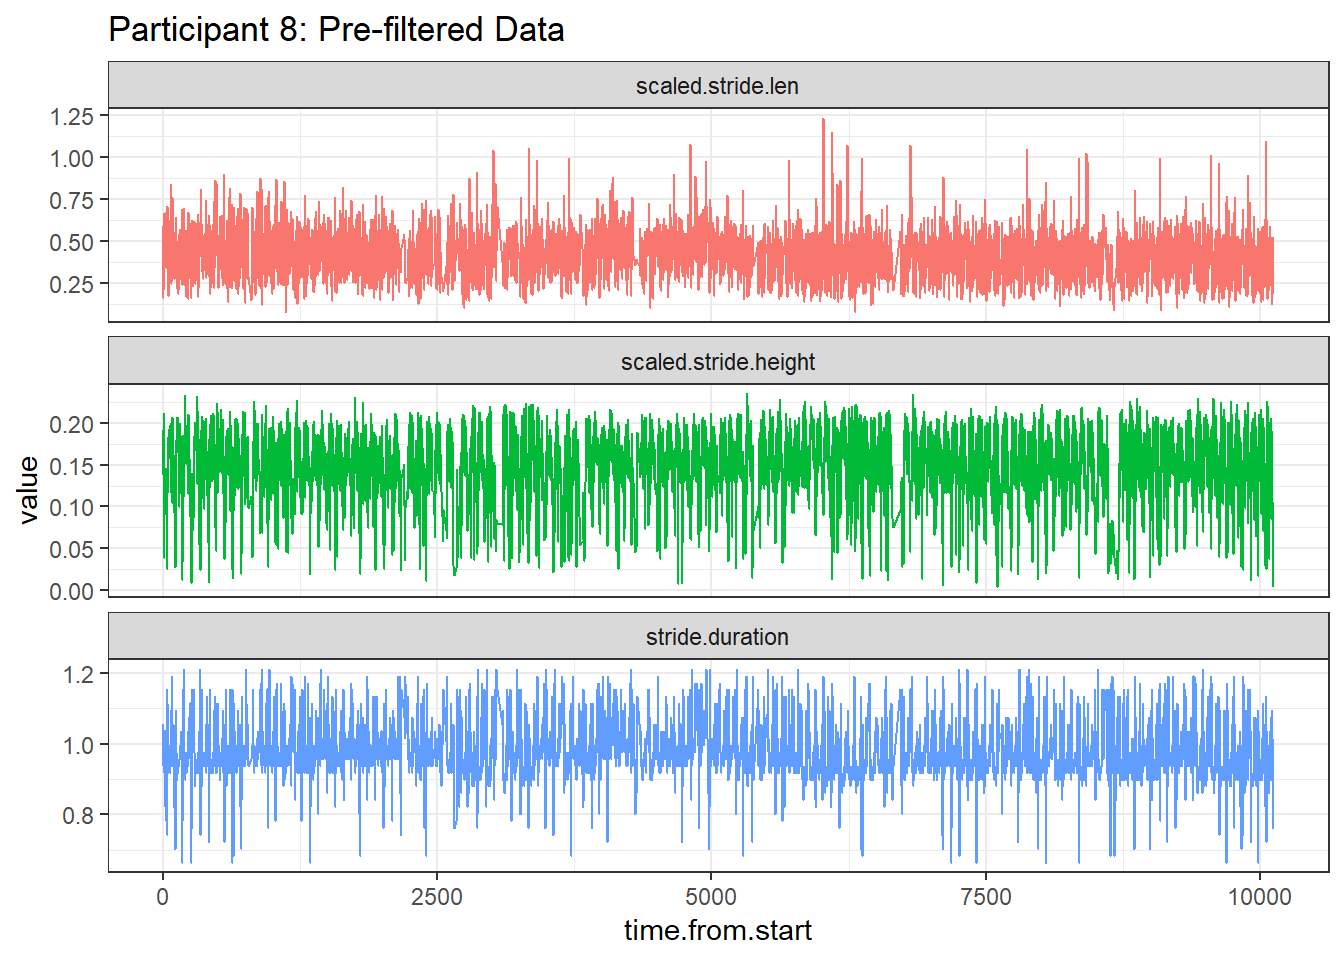 Participant 8: Pre-filtered Data
scaled.stride.len
1.25
1.00
0.75
0.50
0.25
scaled.stride.height
0.20
0.15
0.10
0.05
0.00
value
stride.duration
1.2
1.0
0.8
0 2500 5000 7500 10000
time.from.start